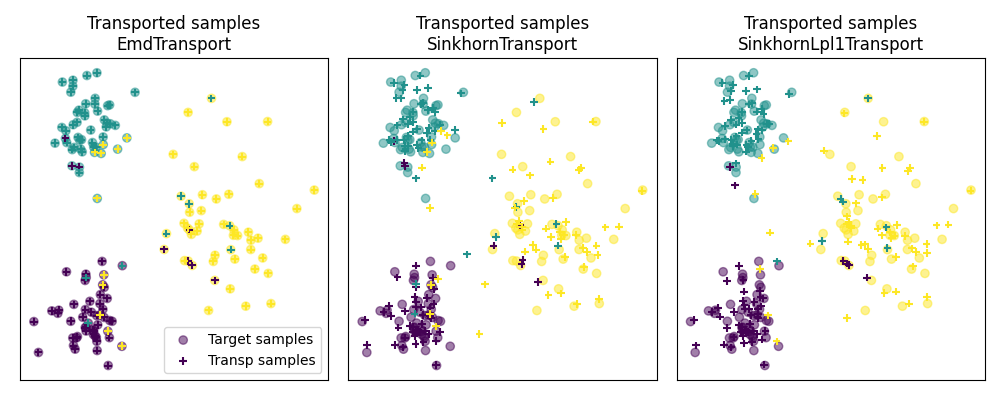 Transported samples
EmdTransport
Transported samples
SinkhornTransport
Transported samples
SinkhornLpl1Transport
Target samples
Transp samples